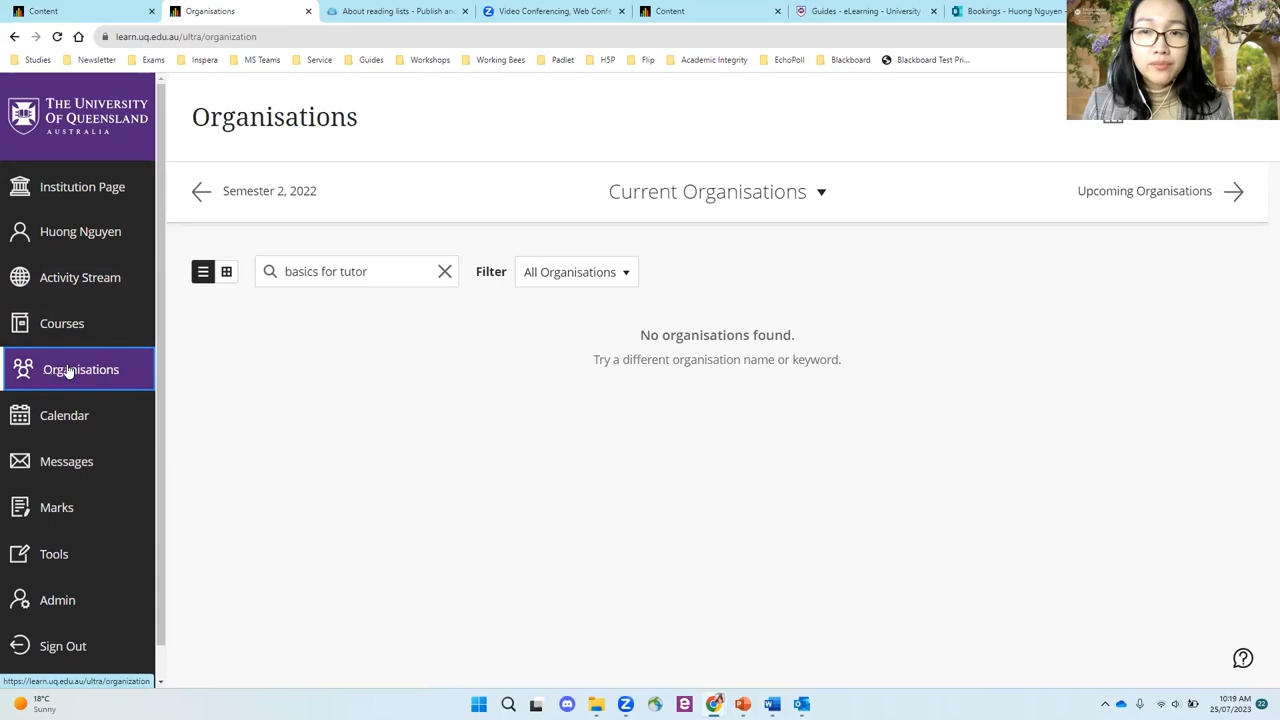 Content
Organisations
About reading lists - Publish and
Video Conferencing, Web Conf
Content
Guides - eLearning - University
Bookings - Huong Nguyen
learn.uq.edu.au/ultra/organization
Studies
Newsletter
Exams
Inspera
MS Teams
Service
Guides
Workshops
Working Bees
Padlet
H5P
Flip
Academic Integrity
EchoPoll
Blackboard
Blackboard Test Pri...
THE UNIVERSITY
OF QUEENSLAND
AUSTRALIA
Organisations
Institution Page
Huong Nguyen
Activity Stream
Courses
Organisations
Calendar
Messages
Marks
Tools
Admin
Sign Out
Semester 2, 2022
Current Organisations
Upcoming Organisations
basics for tutor
Filter
All Organisations
No organisations found.
Try a different organisation name or keyword.
https://learn.uq.edu.au/ultra/organization
18°C
Sunny
10:19 AM
25/07/2023
22